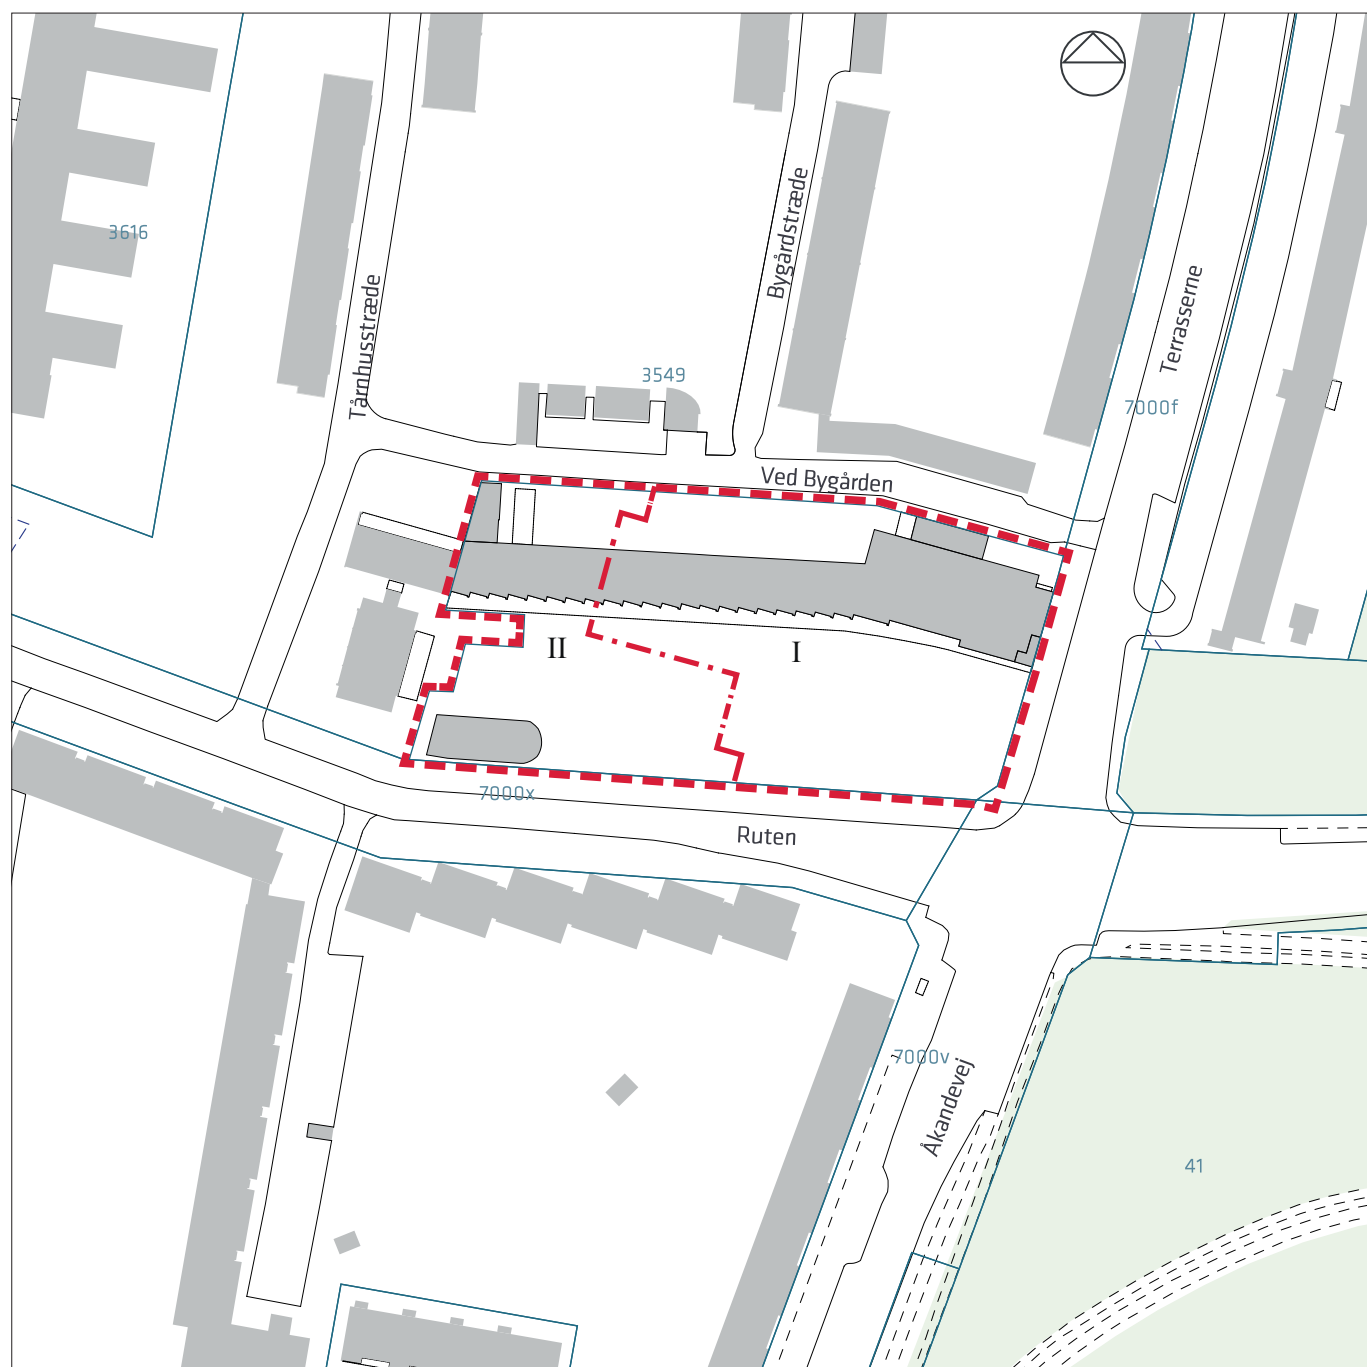 Bygårdstræde
3616
Terrasserne
Tårnhusstræde
3549
7000f
Ved Bygården
II
I
7000x
Ruten
7000v
Åkandevej
41